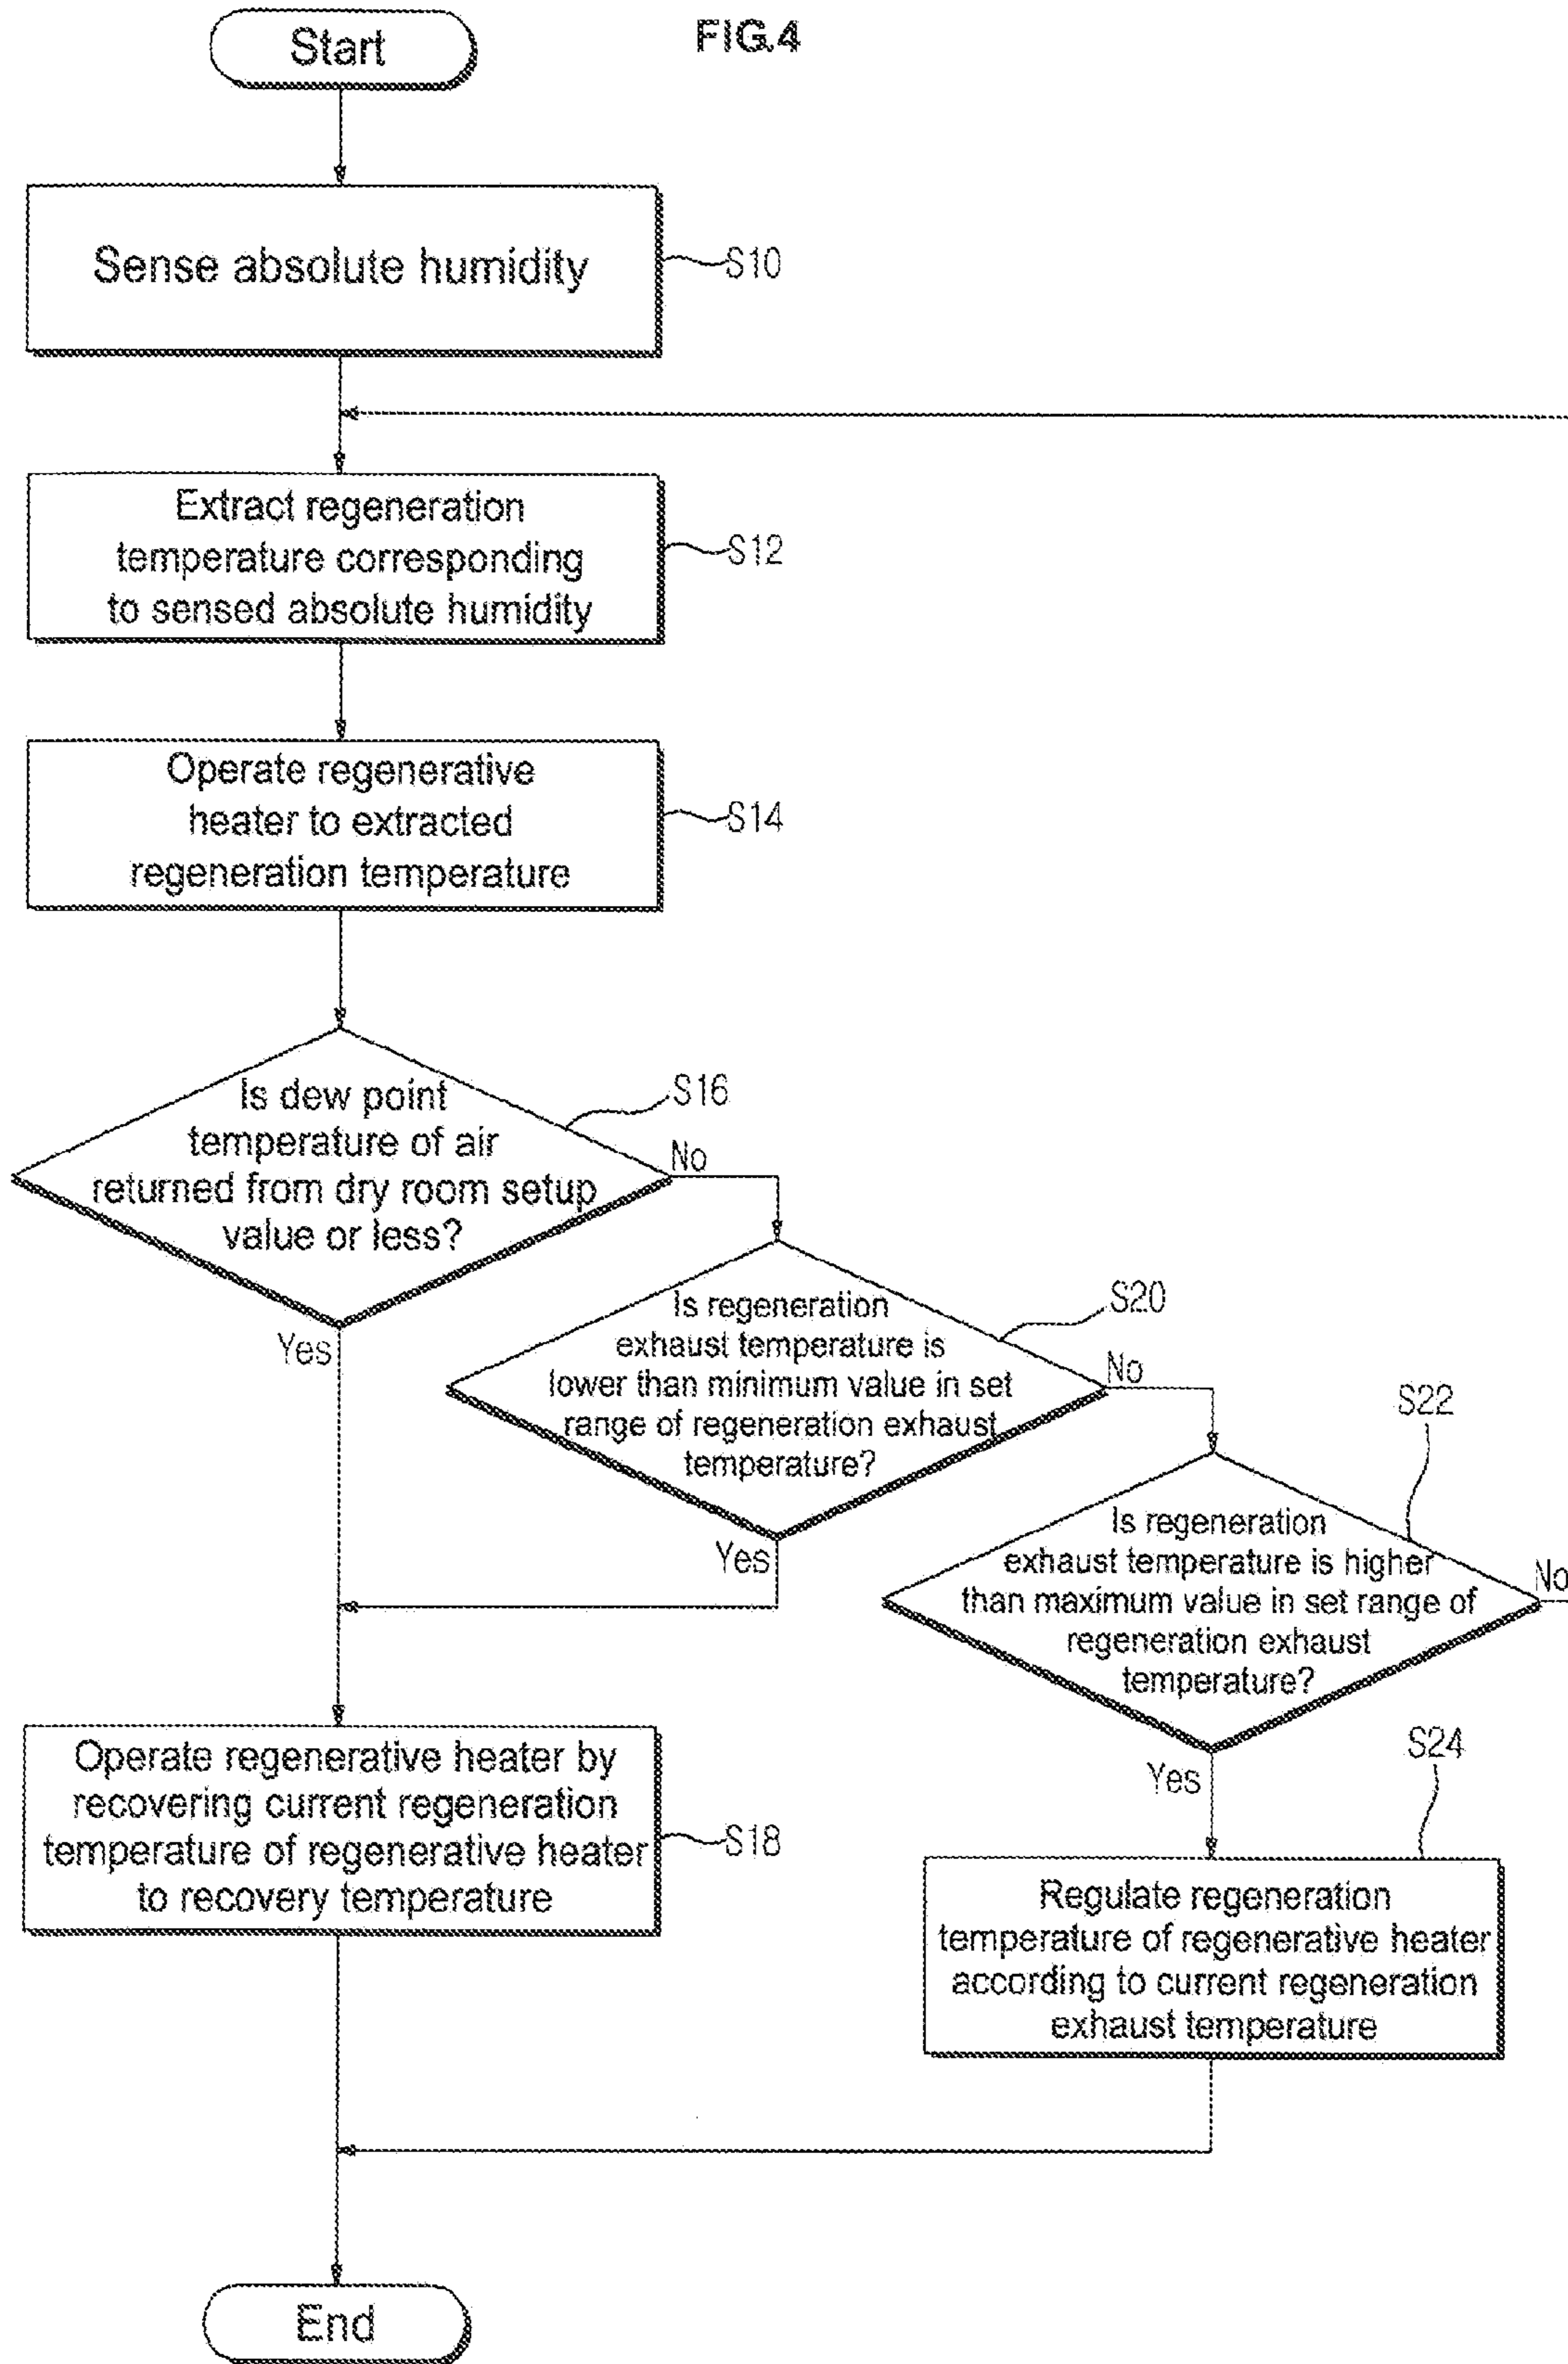 FIG.4
Start
Sense absolute humidity
S10
Extract regeneration
temperature corresponding
to sensed absolute humidity
S12
Operate regenerative
heater to extracted
regeneration temperature
S14
Is dew point
temperature of air
returned from dry room setup
value or less?
S16
No
Yes
Is regeneration
exhaust temperature is
lower than minimum value in set
range of regeneration exhaust
temperature?
S20
No
Yes
Is regeneration
exhaust temperature is higher
than maximum value in set range of
regeneration exhaust
temperature?
S22
No
Yes
Operate regenerative heater by
recovering current regeneration
temperature of regenerative heater
to recovery temperature
S18
Regulate regeneration
temperature of regenerative heater
according to current regeneration
exhaust temperature
S24
End